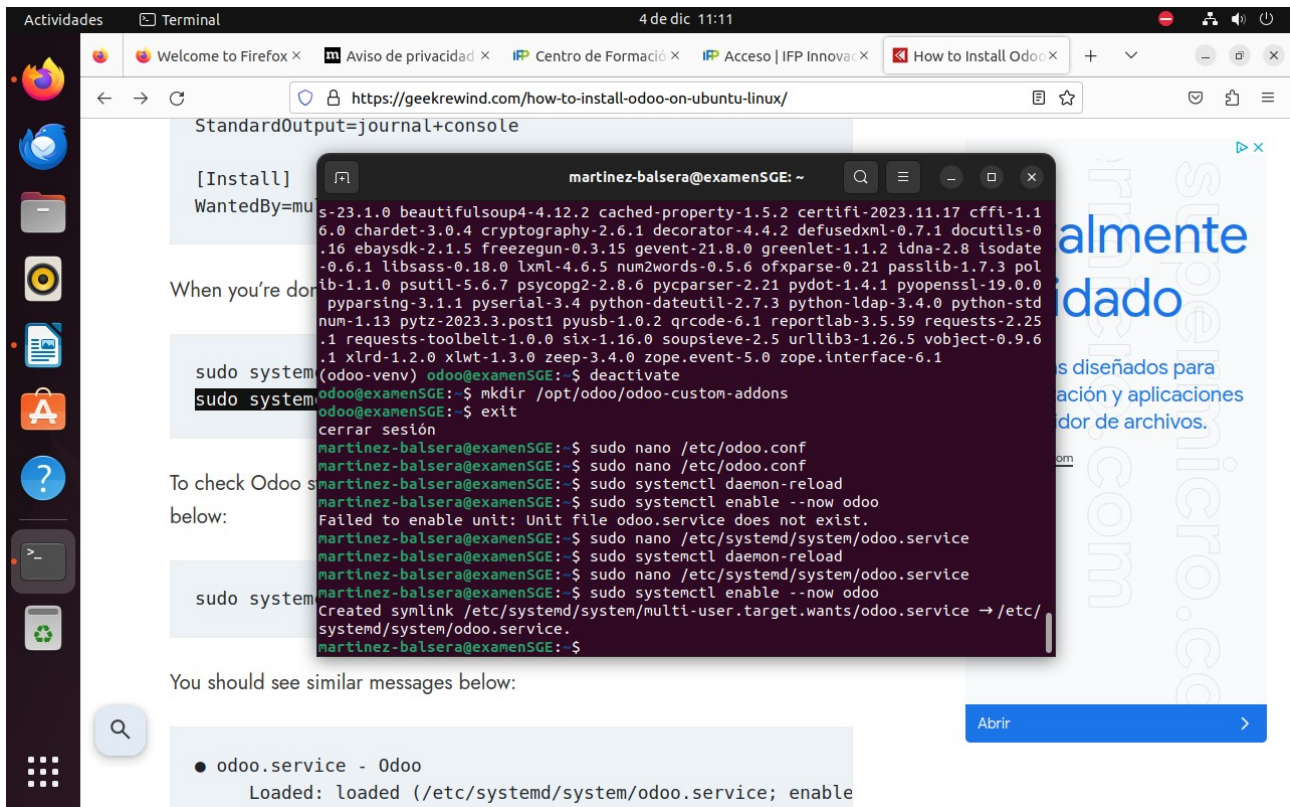 Actividades Terminal 4 de dic 11:11
Welcome to Firefox Aviso de privacidad Centro de Formació Acceso | IFP Innovac How to Install Odoo
https://geekrewind.com/how-to-install-odoo-on-ubuntu-linux/
StandardOutput=journal+console
[Install]
WantedBy=mu
When you're don
sudo system
sudo system
To check Odoo s
below:
sudo system
You should see similar messages below:
● odoo.service - Odoo
Loaded: loaded (/etc/systemd/system/odoo.service; enable
martinez-balsera@examenSGE: ~
s-23.1.0 beautifulsoup4-4.12.2 cached-property-1.5.2 certifi-2023.11.17 cffi-1.1
6.0 chardet-3.0.4 cryptography-2.6.1 decorator-4.4.2 defusedxml-0.7.1 docutils-0
.16 ebaysdk-2.1.5 freezegun-0.3.15 gevent-21.8.0 greenlet-1.1.2 idna-2.8 isodate
-0.6.1 libsass-0.18.0 lxml-4.6.5 num2words-0.5.6 ofxparse-0.21 passlib-1.7.3 pol
ib-1.1.0 psutil-5.6.7 psycopg2-2.8.6 pycparser-2.21 pydot-1.4.1 pyopenssl-19.0.0
pyparsing-3.1.1 pyserial-3.4 python-dateutil-2.7.3 python-ldap-3.4.0 python-std
num-1.13 pytz-2023.3.post1 pyusb-1.0.2 qrcode-6.1 reportlab-3.5.59 requests-2.25
.1 requests-toolbelt-1.0.0 six-1.16.0 soupsieve-2.5 urllib3-1.26.5 vobject-0.9.6
.1 xlrd-1.2.0 xlwt-1.3.0 zeep-3.4.0 zope.event-5.0 zope.interface-6.1
(odoo-venv) odoo@examenSGE:~$ deactivate
odoo@examenSGE:~$ mkdir /opt/odoo/odoo-custom-addons
odoo@examenSGE:~$ exit
cerrar sesión
martinez-balsera@examenSGE:~$ sudo nano /etc/odoo.conf
martinez-balsera@examenSGE:~$ sudo nano /etc/odoo.conf
martinez-balsera@examenSGE:~$ sudo systemctl daemon-reload
martinez-balsera@examenSGE:~$ sudo systemctl enable --now odoo
Failed to enable unit: Unit file odoo.service does not exist.
martinez-balsera@examenSGE:~$ sudo nano /etc/systemd/system/odoo.service
martinez-balsera@examenSGE:~$ sudo systemctl daemon-reload
martinez-balsera@examenSGE:~$ sudo nano /etc/systemd/system/odoo.service
martinez-balsera@examenSGE:~$ sudo systemctl enable --now odoo
Created symlink /etc/systemd/system/multi-user.target.wants/odoo.service → /etc/
systemd/system/odoo.service.
martinez-balsera@examenSGE:~$
almente
idado
s diseñados para
ación y aplicaciones
idor de archivos.
om
supermicro.com
Abrir